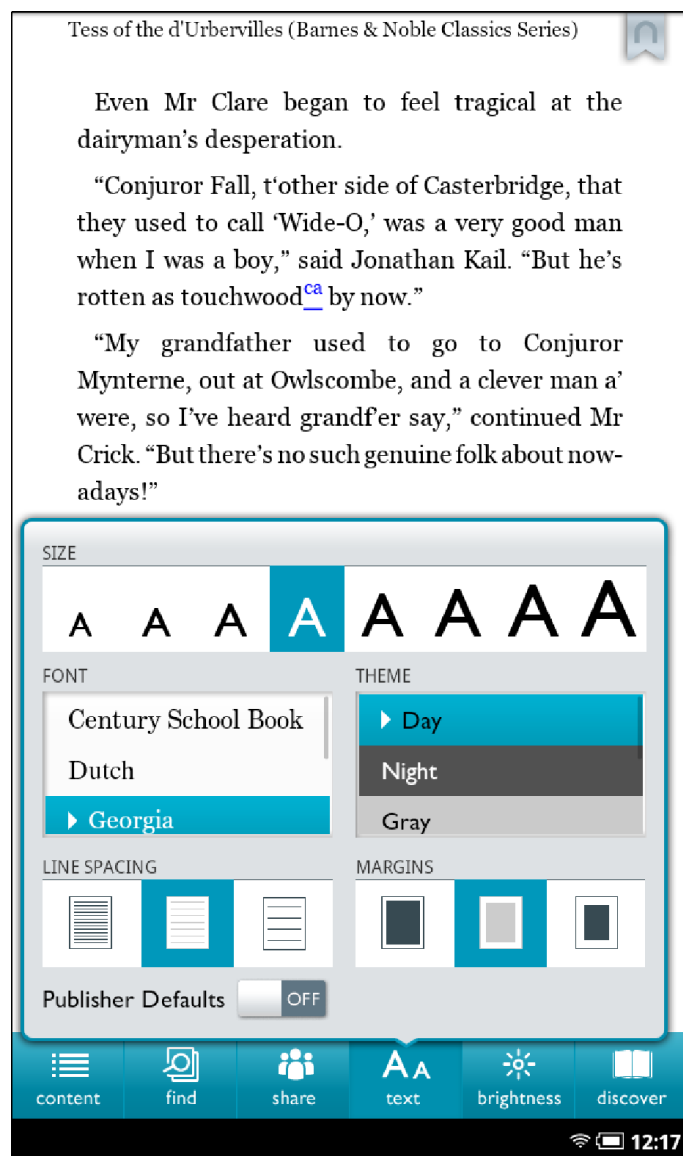 Tess of the d'Urbervilles (Barnes & Noble Classics Series)
Even Mr Clare began to feel tragical at the
dairyman’s desperation.
“Conjuror Fall, t‘other side of Casterbridge, that
they used to call ‘Wide-O,’ was a very good man
when I was a boy,” said Jonathan Kail. “But he’s
rotten as touchwoodca by now.”
“My grandfather used to go to Conjuror
Mynterne, out at Owlscombe, and a clever man a’
were, so I’ve heard grandf’er say,” continued Mr
Crick. “But there’s no such genuine folk about now-
adays!”
SIZE
A A A A A A A A
FONT THEME
Century School Book Day
Dutch Night
Georgia Gray
LINE SPACING MARGINS
Publisher Defaults OFF
A A
content find share text brightness discover
12:17